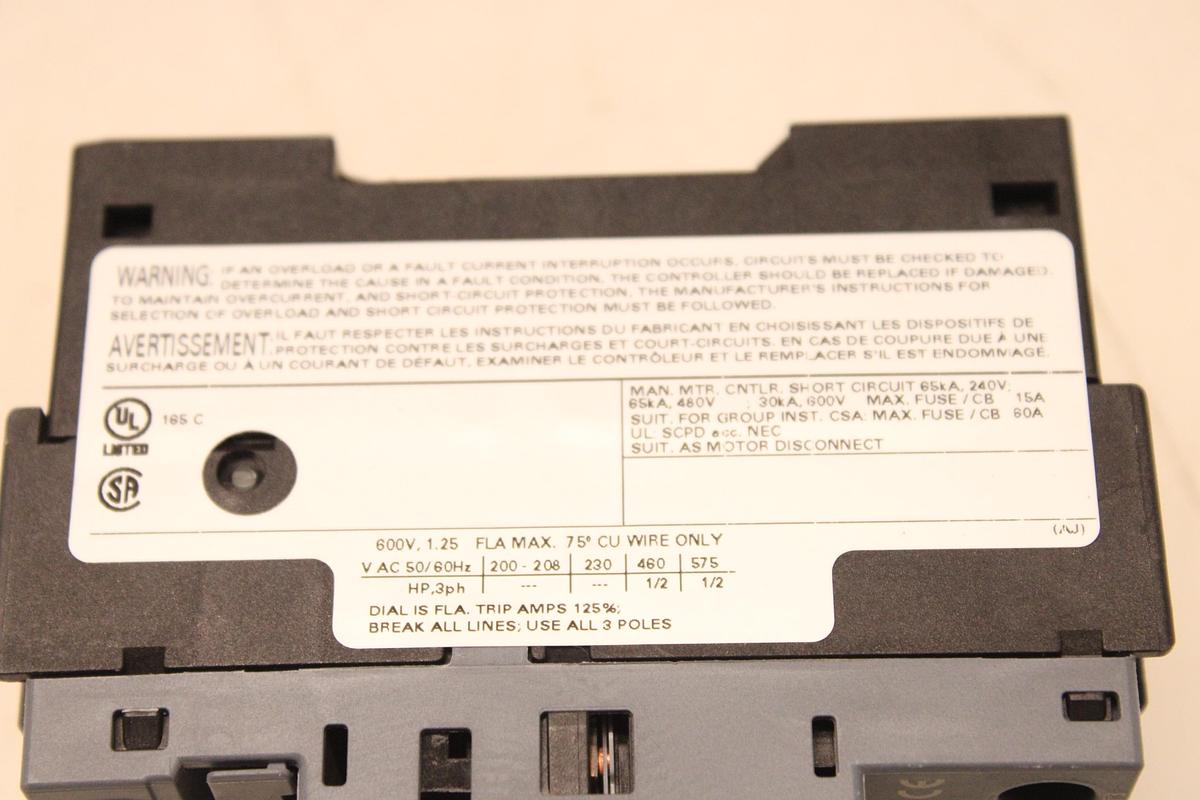 WARNING: IF AN OVERLOAD OR A FAULT CURRENT INTERRUPTION OCCURS, CIRCUITS MUST BE CHECKED TO
DETERMINE THE CAUSE IN A FAULT CONDITION, THE CONTROLLER SHOULD BE REPLACED IF DAMAGED.
TO MAINTAIN OVERCURRENT, AND SHORT-CIRCUIT PROTECTION, THE MANUFACTURER'S INSTRUCTIONS FOR
SELECTION OF OVERLOAD AND SHORT CIRCUIT PROTECTION MUST BE FOLLOWED.
AVERTISSEMENT: IL FAUT RESPECTER LES INSTRUCTIONS DU FABRICANT EN CHOISISSANT LES DISPOSITIFS DE
PROTECTION CONTRE LES SURCHARGES ET COURT-CIRCUITS. EN CAS DE COUPURE DUE À UNE
SURCHARGE OU À UN COURANT DE DÉFAUT, EXAMINER LE CONTRÔLEUR ET LE REMPLACER S'IL EST ENDOMMAGÉ.
UL 165 C
LISTED
SA
MAN. MTR. CNTLR. SHORT CIRCUIT 65kA, 240V;
65kA, 480V ; 30kA, 600V MAX. FUSE / CB 15A
SUIT. FOR GROUP INST. CSA: MAX. FUSE / CB 60A
UL: SCPD acc. NEC
SUIT. AS MOTOR DISCONNECT
600V, 1.25 FLA MAX. 75° CU WIRE ONLY
V AC 50/60Hz 200 - 208 230 460 575
HP,3ph --- --- 1/2 1/2
DIAL IS FLA. TRIP AMPS 125%;
BREAK ALL LINES; USE ALL 3 POLES
CE